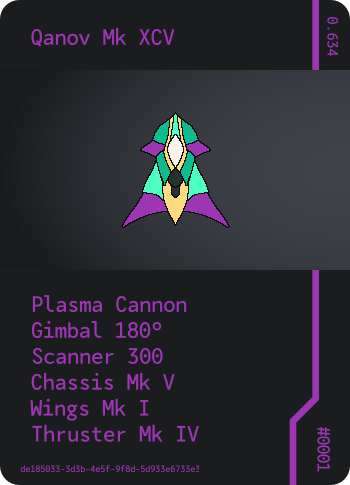 Qanov Mk XCV
0.634
Plasma Cannon
Gimbal 180°
Scanner 300
Chassis Mk V
Wings Mk I
Thruster Mk IV
#0001
de185033-3d3b-4e5f-9f8d-5d933e6733e3